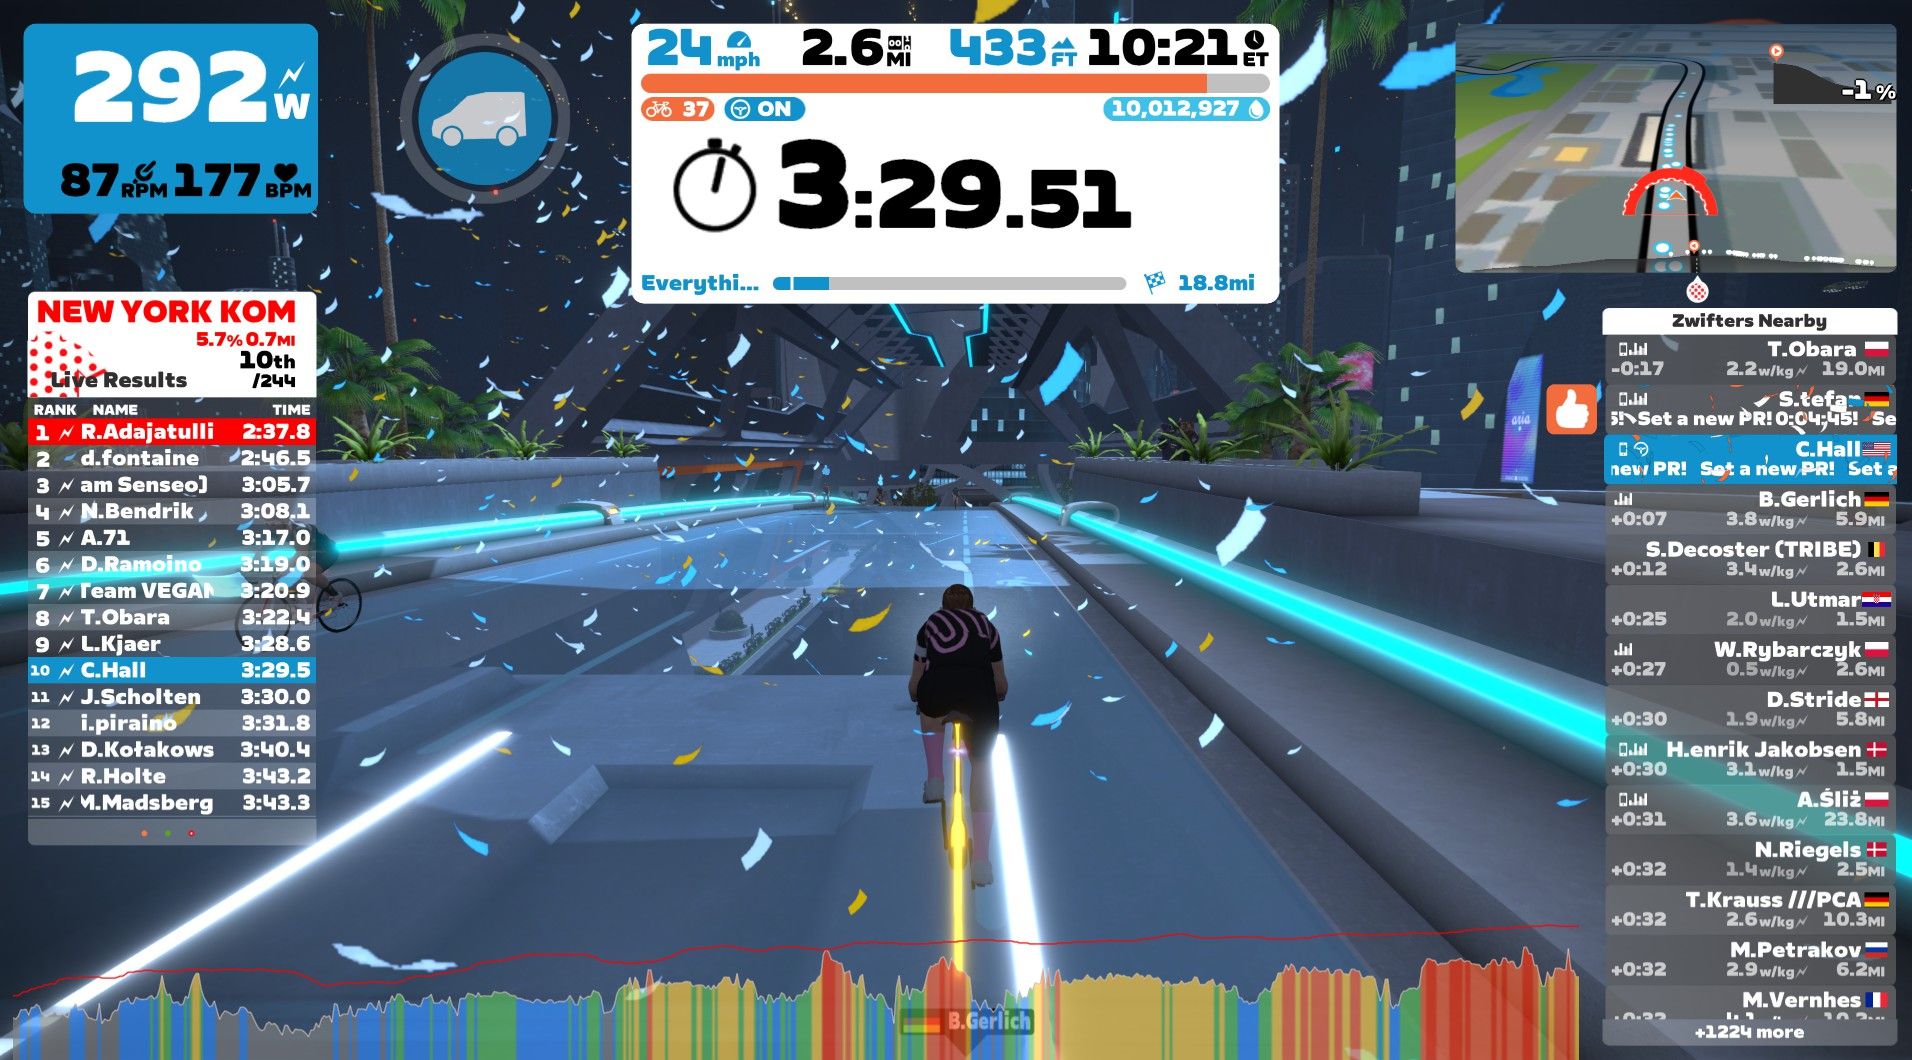 292 W
87 RPM 177 BPM
24 mph 2.6 MI 433 FT 10:21 ET
37 ON 10,012,927
3:29.51
Everythi... 18.8mi
-1 %
NEW YORK KOM
5.7% 0.7MI
10th
Live Results /244
RANK NAME TIME
1 R.Adajatulli 2:37.8
2 d.fontaine 2:46.5
3 am Senseo) 3:05.7
4 N.Bendrik 3:08.1
5 A.71 3:17.0
6 D.Ramoino 3:19.0
7 Team VEGAN 3:20.9
8 T.Obara 3:22.4
9 L.Kjaer 3:28.6
10 C.Hall 3:29.5
11 J.Scholten 3:30.0
12 i.piraino 3:31.8
13 D.Kołakows 3:40.4
14 R.Holte 3:43.2
15 M.Madsberg 3:43.3
aria
Zwifters Nearby
T.Obara
-0:17 2.2w/kg 19.0MI
S.tefan
Set a new PR! 0:04:45! Se
C.Hall
new PR! Set a new PR! Set a
B.Gerlich
+0:07 3.8w/kg 5.9MI
S.Decoster (TRIBE)
+0:12 3.4w/kg 2.6MI
L.Utmar
+0:25 2.0w/kg 1.5MI
W.Rybarczyk
+0:27 0.5w/kg 2.6MI
D.Stride
+0:30 1.9w/kg 5.8MI
H.enrik Jakobsen
+0:30 3.1w/kg 1.5MI
A.Śliż
+0:31 3.6w/kg 23.8MI
N.Riegels
+0:32 1.4w/kg 2.5MI
T.Krauss ///PCA
+0:32 2.6w/kg 10.3MI
M.Petrakov
+0:32 2.9w/kg 6.2MI
M.Vernhes
+1224 more
B.Gerlich